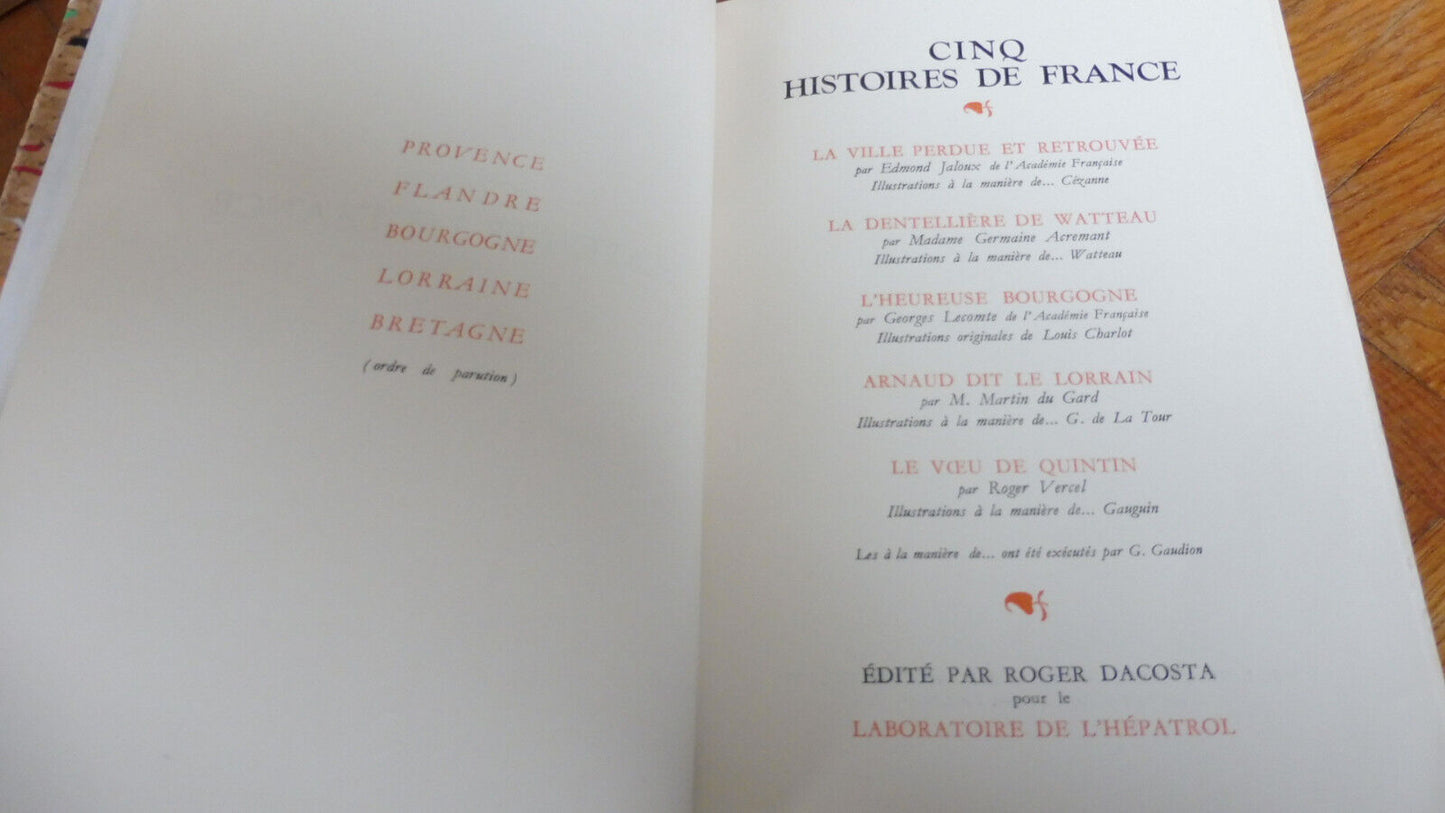 PROVENCE
FLANDRE
BOURGOGNE
LORRAINE
BRETAGNE
(ordre de parution)
CINQ
HISTOIRES DE FRANCE
LA VILLE PERDUE ET RETROUVÉE
par Edmond Jaloux de l'Académie Française
Illustrations à la manière de... Cézanne
LA DENTELLIÈRE DE WATTEAU
par Madame Germaine Acremant
Illustrations à la manière de... Watteau
L'HEUREUSE BOURGOGNE
par Georges Lecomte de l'Académie Française
Illustrations originales de Louis Charlot
ARNAUD DIT LE LORRAIN
par M. Martin du Gard
Illustrations à la manière de... G. de La Tour
LE VŒU DE QUINTIN
par Roger Vercel
Illustrations à la manière de... Gauguin
Les à la manière de... ont été exécutés par G. Gaudion
ÉDITÉ PAR ROGER DACOSTA
pour le
LABORATOIRE DE L'HÉPATROL